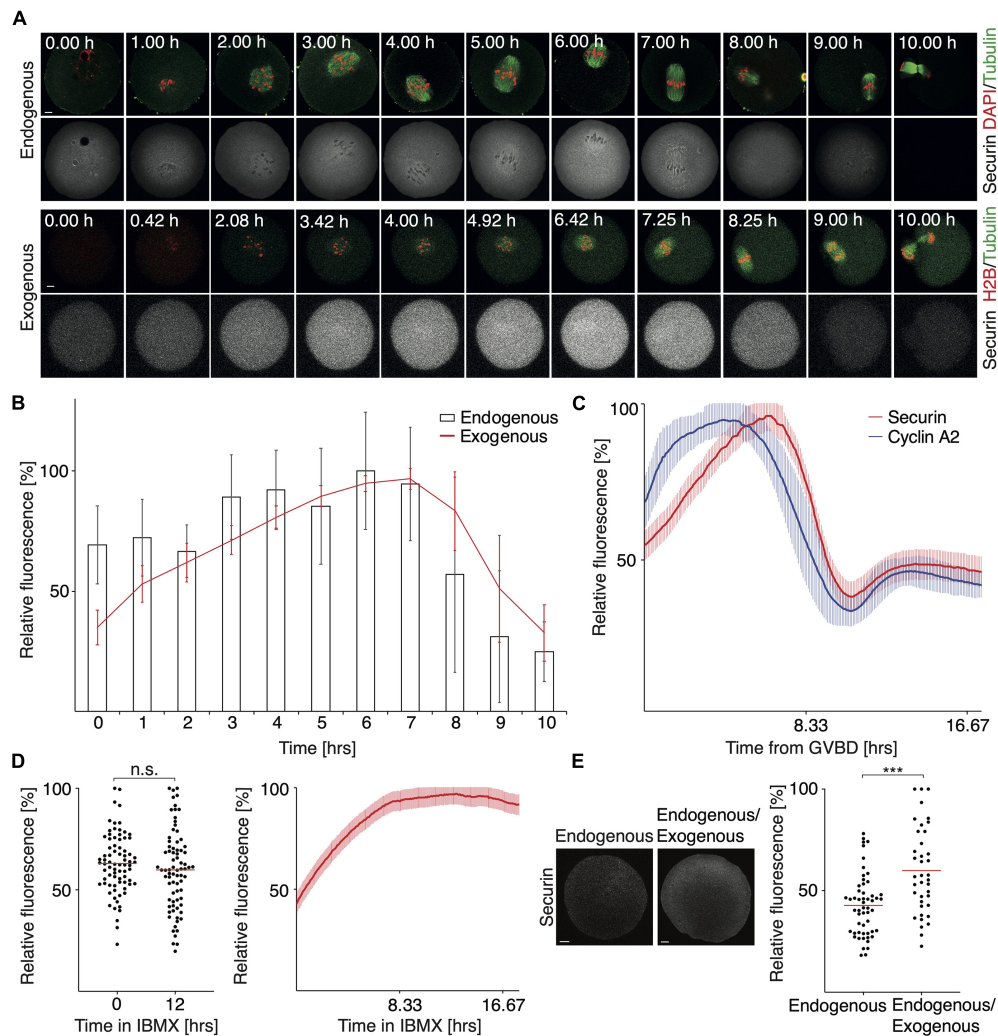 A
Endogenous
0.00 h 1.00 h 2.00 h 3.00 h 4.00 h 5.00 h 6.00 h 7.00 h 8.00 h 9.00 h 10.00 h
Securin DAPI/Tubulin
Exogenous
0.00 h 0.42 h 2.08 h 3.42 h 4.00 h 4.92 h 6.42 h 7.25 h 8.25 h 9.00 h 10.00 h
Securin H2B/Tubulin
B
Relative fluorescence [%]
100
50
Endogenous
Exogenous
0 1 2 3 4 5 6 7 8 9 10
Time [hrs]
C
Relative fluorescence [%]
100
50
Securin
Cyclin A2
8.33 16.67
Time from GVBD [hrs]
D
Relative fluorescence [%]
100
50
n.s.
0 12
Time in IBMX [hrs]
Relative fluorescence [%]
100
50
8.33 16.67
Time in IBMX [hrs]
E
Securin
Endogenous
Endogenous/
Exogenous
Relative fluorescence [%]
100
50
***
Endogenous
Endogenous/
Exogenous